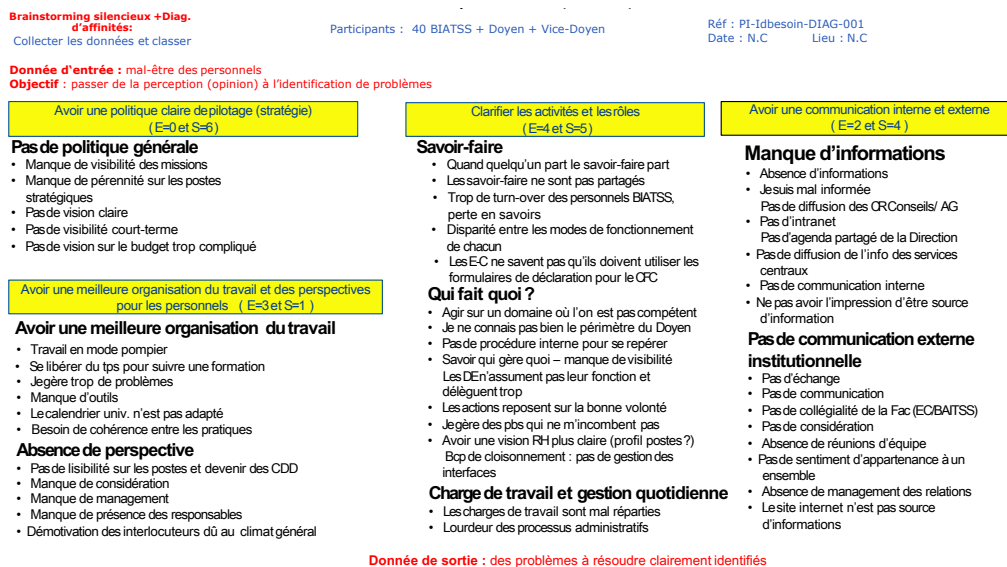 Brainstorming silencieux +Diag.
d'affinités:
Collecter les données et classer
Participants : 40 BIATSS + Doyen + Vice-Doyen
Réf : PI-Idbesoin-DIAG-001
Date : N.C Lieu : N.C
Donnée d'entrée : mal-être des personnels
Objectif : passer de la perception (opinion) à l'identification de problèmes
Avoir une politique claire de pilotage (stratégie)
( E=0 et S=6 )
Pas de politique générale
• Manque de visibilité des missions
• Manque de pérennité sur les postes
stratégiques
• Pas de vision claire
• Pas de visibilité court-terme
• Pas de vision sur le budget trop compliqué
Avoir une meilleure organisation du travail et des perspectives
pour les personnels ( E=3 et S=1 )
Avoir une meilleure organisation du travail
• Travail en mode pompier
• Se libérer du tps pour suivre une formation
• Je gère trop de problèmes
• Manque d'outils
• Le calendrier univ. n'est pas adapté
• Besoin de cohérence entre les pratiques
Absence de perspective
• Pas de lisibilité sur les postes et devenir des CDD
• Manque de considération
• Manque de management
• Manque de présence des responsables
• Démotivation des interlocuteurs dû au climat général
Clarifier les activités et les rôles
( E=4 et S=5 )
Savoir-faire
• Quand quelqu'un part le savoir-faire part
• Les savoir-faire ne sont pas partagés
• Trop de turn-over des personnels BIATSS,
perte en savoirs
• Disparité entre les modes de fonctionnement
de chacun
• Les E-C ne savent pas qu'ils doivent utiliser les
formulaires de déclaration pour le CFC
Qui fait quoi ?
• Agir sur un domaine où l'on est pas compétent
• Je ne connais pas bien le périmètre du Doyen
• Pas de procédure interne pour se repérer
• Savoir qui gère quoi – manque de visibilité
Les DE n'assument pas leur fonction et
délèguent trop
• Les actions reposent sur la bonne volonté
• Je gère des pbs qui ne m'incombent pas
• Avoir une vision RH plus claire (profil postes ?)
Bcp de cloisonnement : pas de gestion des
interfaces
Charge de travail et gestion quotidienne
• Les charges de travail sont mal réparties
• Lourdeur des processus administratifs
Avoir une communication interne et externe
( E=2 et S=4 )
Manque d'informations
• Absence d'informations
• Je suis mal informée
Pas de diffusion des CR Conseils/ AG
• Pas d'intranet
Pas d'agenda partagé de la Direction
• Pas de diffusion de l'info des services
centraux
• Pas de communication interne
• Ne pas avoir l'impression d'être source
d'information
Pas de communication externe
institutionnelle
• Pas d'échange
• Pas de communication
• Pas de collégialité de la Fac (EC/BAITSS)
• Pas de considération
• Absence de réunions d'équipe
• Pas de sentiment d'appartenance à un
ensemble
• Absence de management des relations
• Le site internet n'est pas source
d'informations
Donnée de sortie : des problèmes à résoudre clairement identifiés